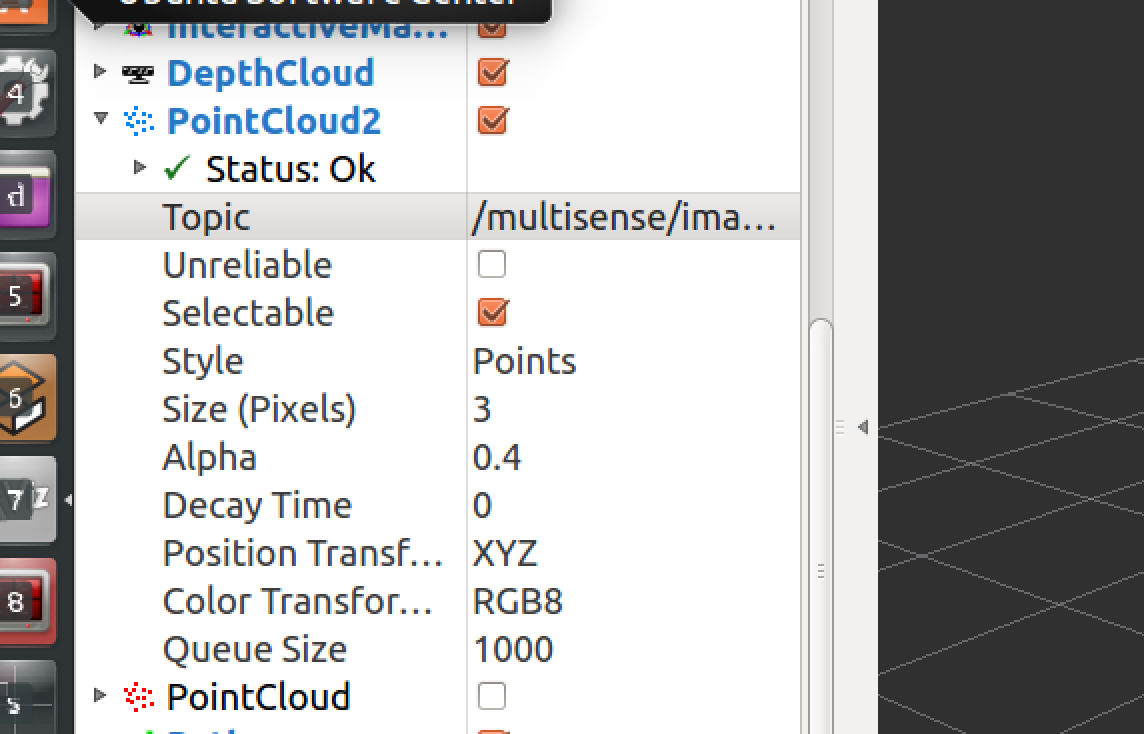 Ubuntu Software Center
InteractiveMa...
DepthCloud
PointCloud2
Status: Ok
Topic /multisense/ima...
Unreliable
Selectable
Style Points
Size (Pixels) 3
Alpha 0.4
Decay Time 0
Position Transf... XYZ
Color Transfor... RGB8
Queue Size 1000
PointCloud
4
d
5
6
7 z
8
s